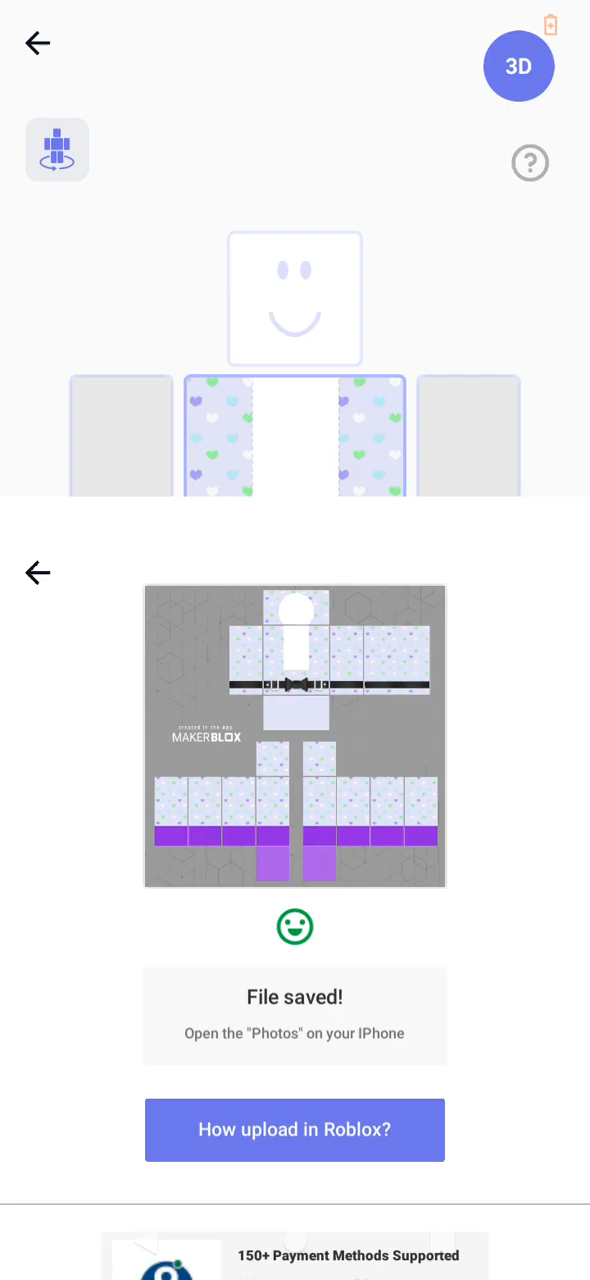 3D
?
created in the App
MAKERBLOX
File saved!
Open the "Photos" on your IPhone
How upload in Roblox?
150+ Payment Methods Supported